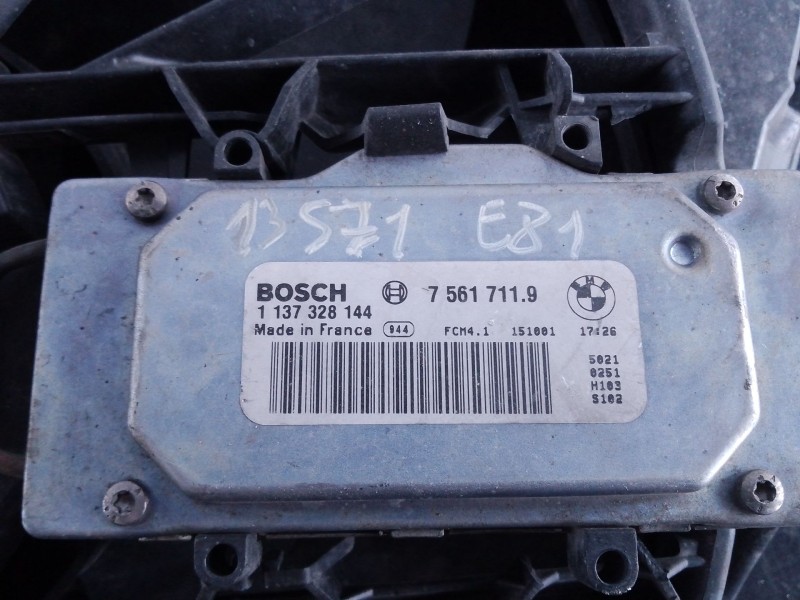 13571 E81
BOSCH 7 561 711.9 BMW
1 137 328 144
Made in France 944 FCM4.1 151001 17:26
5021
0251
H103
S102